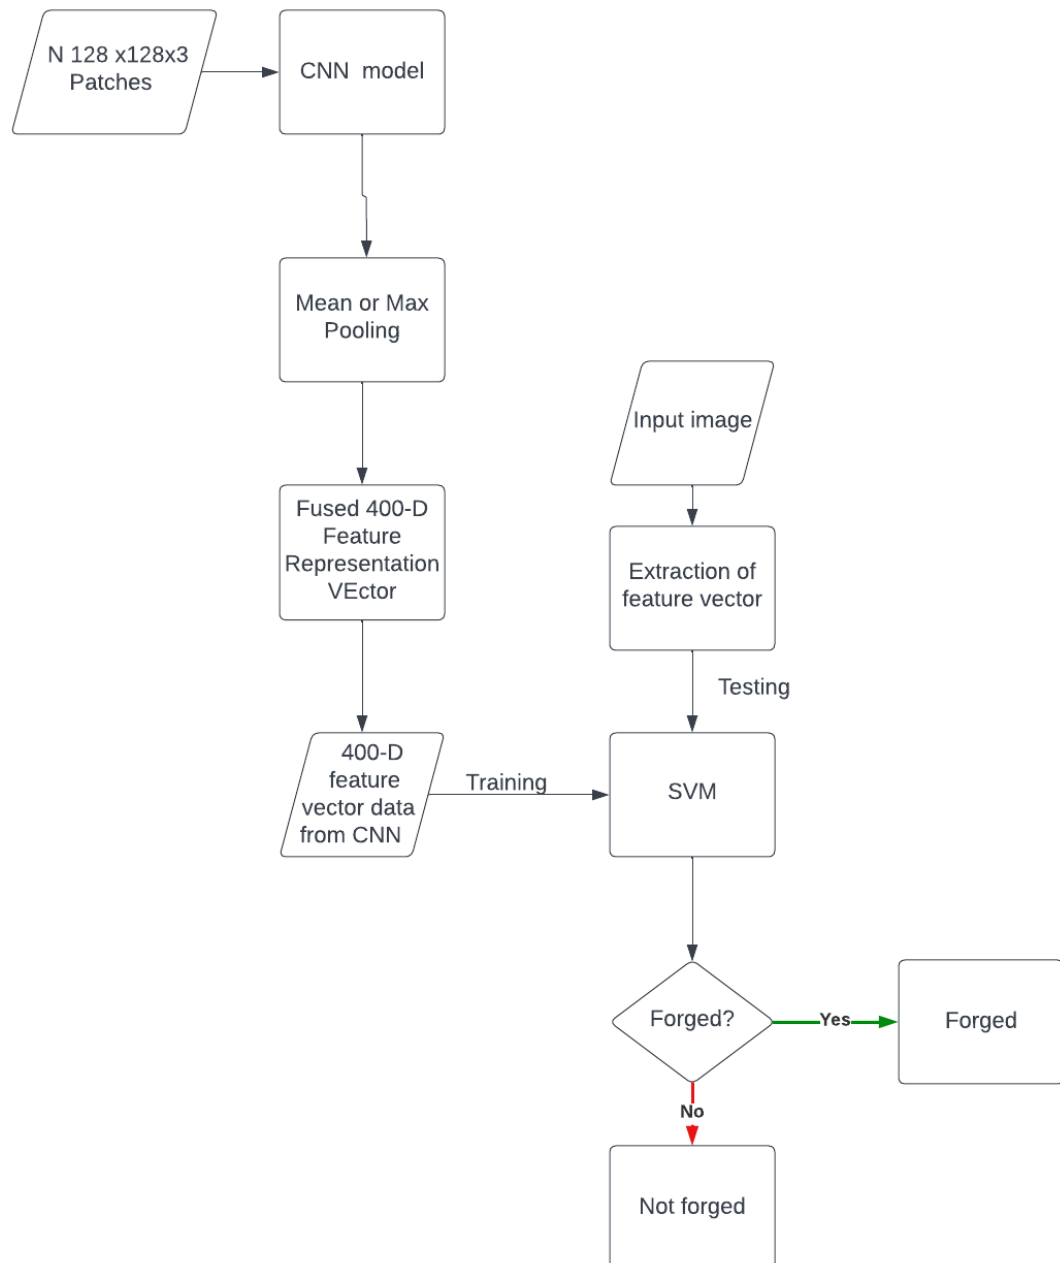 N 128 x128x3
Patches
CNN  model
Mean or Max
Pooling
Fused 400-D
Feature
Representation
VEctor
400-D
feature
vector data
from CNN
Training
Input image
Extraction of
feature vector
Testing
SVM
Forged?
Yes
Forged
No
Not forged